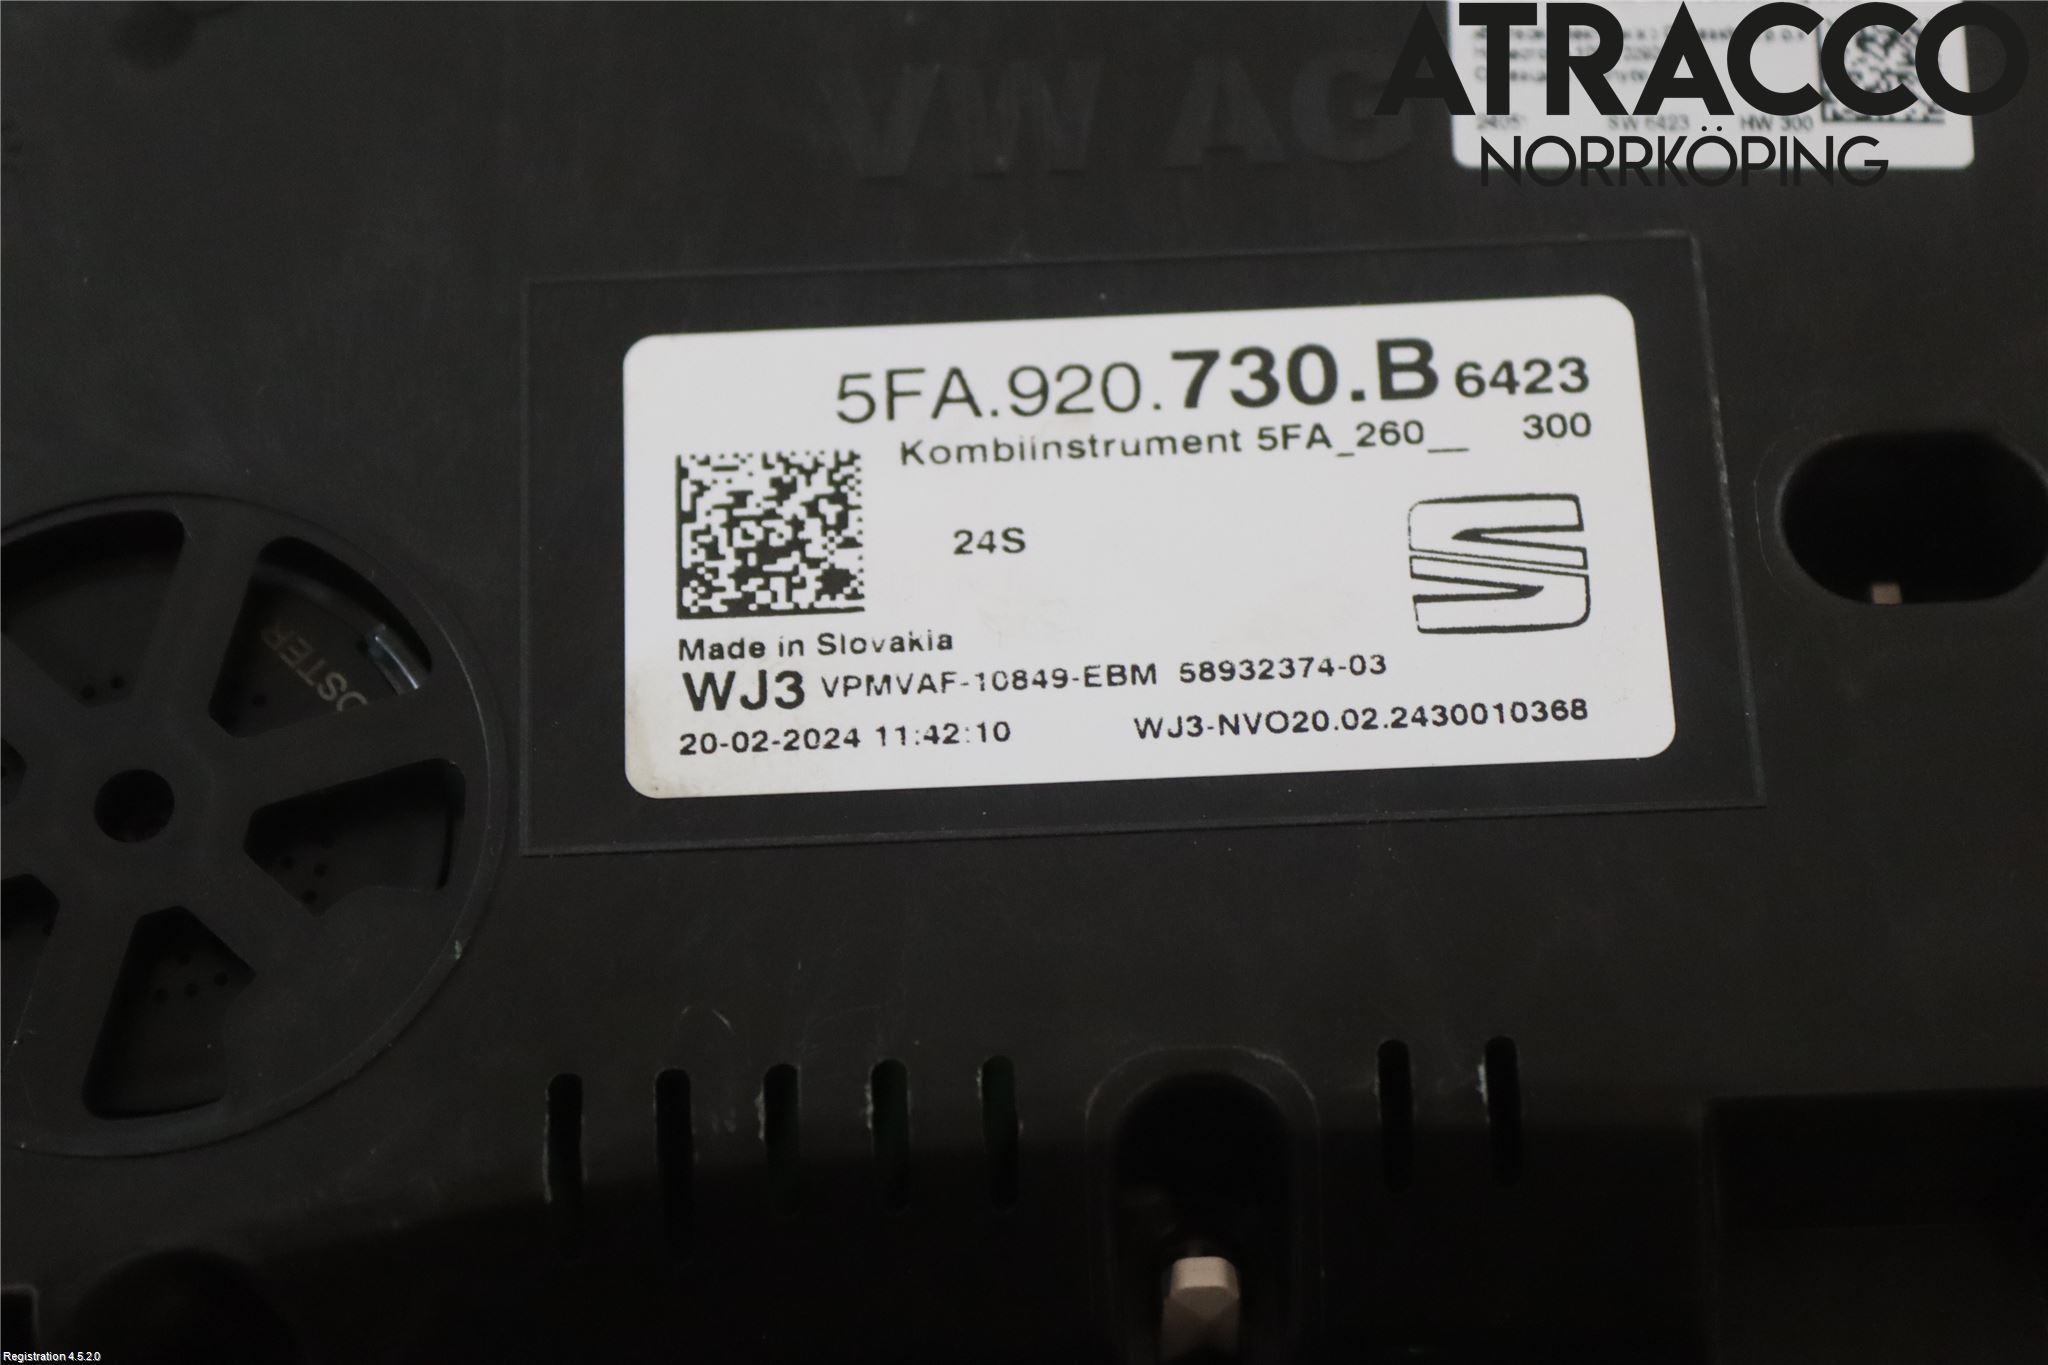 ATRACCO
NORRKÖPING
VW AG
SW 6423 HW 300
5FA.920.730.B 6423
Kombiinstrument 5FA_260__ 300
24S
Made in Slovakia
WJ3 VPMVAF-10849-EBM 58932374-03
20-02-2024 11:42:10 WJ3-NVO20.02.2430010368
Registration 4.5.2.0